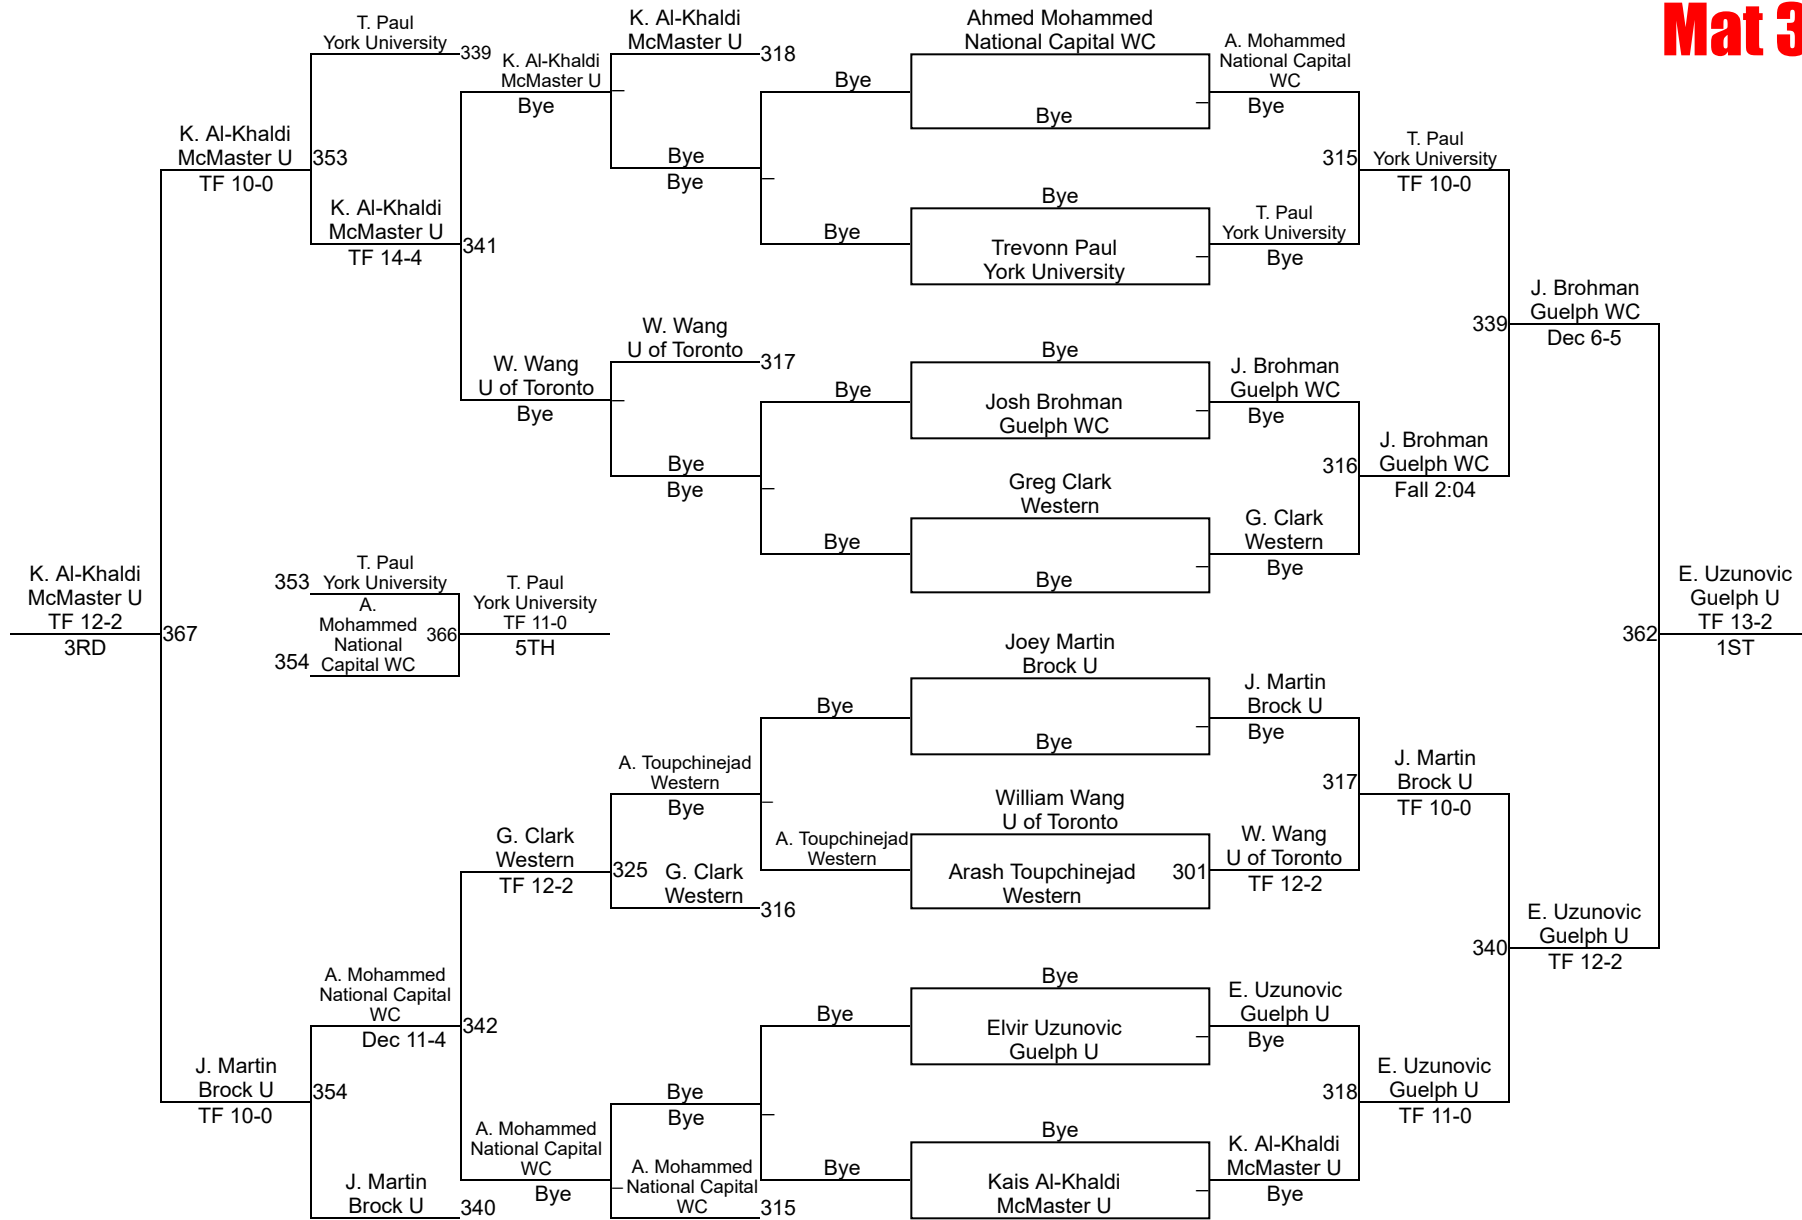 Mat 3
T. Paul
York University
339
K. Al-Khaldi
McMaster U
Bye
K. Al-Khaldi
McMaster U
318
Bye
Ahmed Mohammed
National Capital WC
Bye
A. Mohammed
National Capital
WC
Bye
K. Al-Khaldi
McMaster U
TF 10-0
353
Bye
Bye
315
T. Paul
York University
TF 10-0
K. Al-Khaldi
McMaster U
TF 14-4
341
Bye
Bye
Trevonn Paul
York University
T. Paul
York University
Bye
J. Brohman
Guelph WC
Dec 6-5
339
W. Wang
U of Toronto
317
W. Wang
U of Toronto
Bye
Bye
Bye
Josh Brohman
Guelph WC
J. Brohman
Guelph WC
Bye
Bye
Bye
316
J. Brohman
Guelph WC
Fall 2:04
Greg Clark
Western
Bye
Bye
G. Clark
Western
Bye
K. Al-Khaldi
McMaster U
TF 12-2
3RD
367
353
T. Paul
York University
A.
Mohammed
National
Capital WC
354
366
T. Paul
York University
TF 11-0
5TH
362
E. Uzunovic
Guelph U
TF 13-2
1ST
Joey Martin
Brock U
Bye
Bye
J. Martin
Brock U
Bye
A. Toupchinejad
Western
Bye
317
J. Martin
Brock U
TF 10-0
William Wang
U of Toronto
A. Toupchinejad
Western
Arash Toupchinejad
Western
301
W. Wang
U of Toronto
TF 12-2
G. Clark
Western
TF 12-2
325
G. Clark
Western
316
340
E. Uzunovic
Guelph U
TF 12-2
A. Mohammed
National Capital
WC
Dec 11-4
342
Bye
Bye
Elvir Uzunovic
Guelph U
E. Uzunovic
Guelph U
Bye
J. Martin
Brock U
TF 10-0
354
Bye
Bye
318
E. Uzunovic
Guelph U
TF 11-0
A. Mohammed
National Capital
WC
Bye
A. Mohammed
National Capital
WC
315
Bye
Bye
Kais Al-Khaldi
McMaster U
K. Al-Khaldi
McMaster U
Bye
J. Martin
Brock U
340